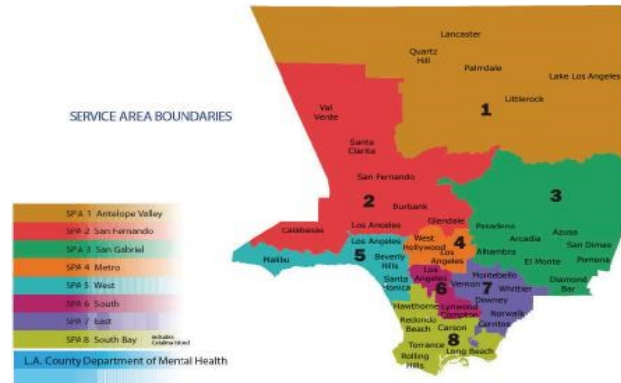 Lancaster
Quartz
Hill
Palmdale
Lake Los Angeles
Littlerock
1
SERVICE AREA BOUNDARIES
Val
Verde
Santa
Clarita
San Fernando
2
Burbank
Glendale
Calabasas
Los Angeles
3
Pasadena
Arcadia
Azusa
San Dimas
Alhambra
El Monte
Pomona
Diamond
Bar
West
Hollywood
4
Los
Angeles
Los Angeles
5
Beverly
Hills
Malibu
Santa
Monica
Los
Angeles
6
Lynwood
Compton
Montebello
Vernon
7
Whittier
Downey
Norwalk
Cerritos
Hawthorne
Redondo
Beach
Carson
8
Torrance
Long Beach
Rolling
Hills
SPA 1 Antelope Valley
SPA 2 San Fernando
SPA 3 San Gabriel
SPA 4 Metro
SPA 5 West
SPA 6 South
SPA 7 East
SPA 8 South Bay
Includes
Catalina Island
L.A. County Department of Mental Health